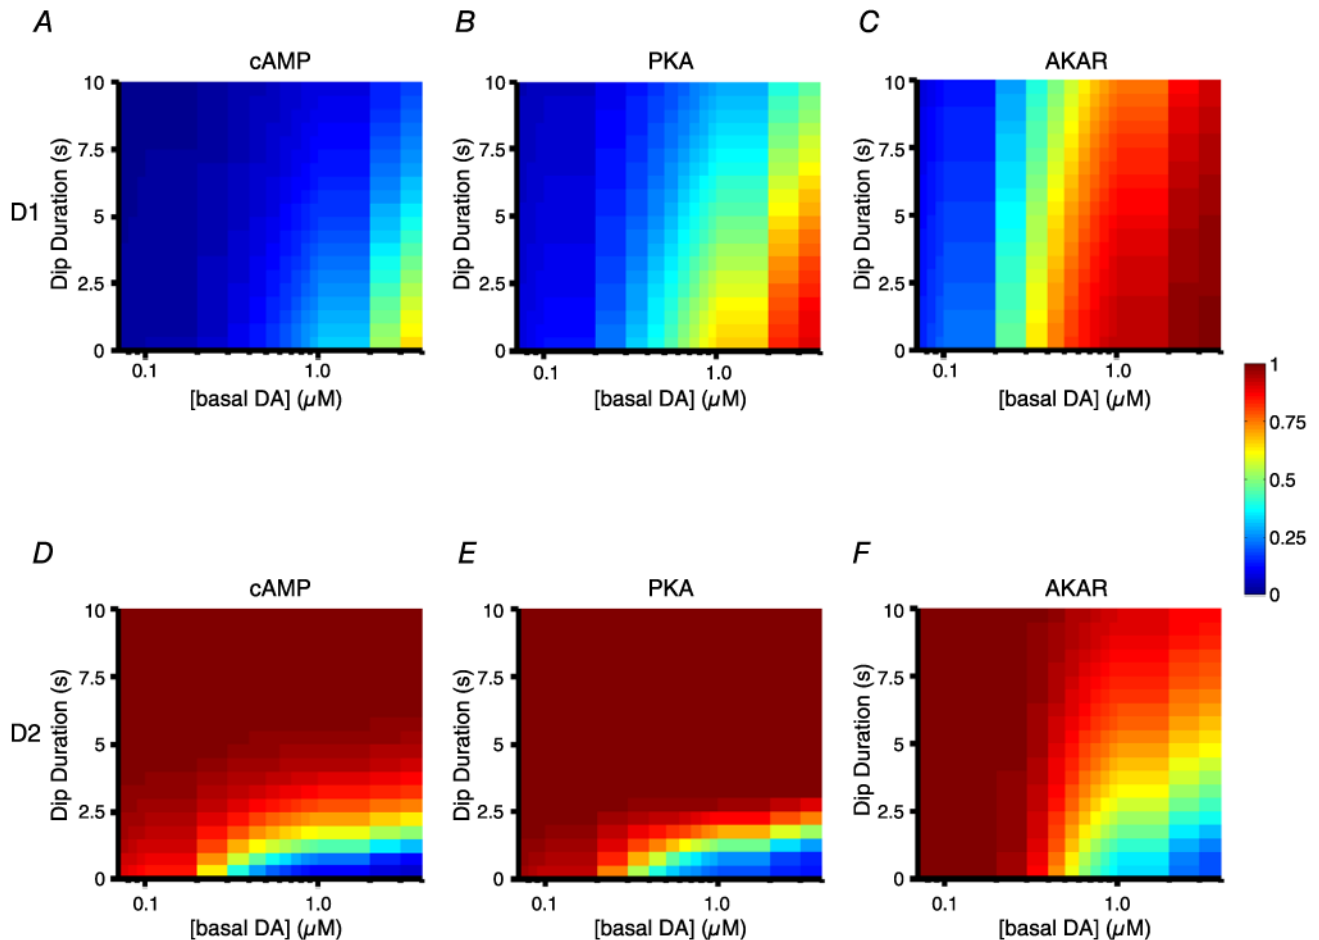 A B C
cAMP PKA AKAR
10 10 10
7.5 7.5 7.5
Dip Duration (s) Dip Duration (s) Dip Duration (s)
D1
5 5 5
2.5 2.5 2.5
0 0 0
0.1 1.0 0.1 1.0 0.1 1.0
[basal DA] (µM) [basal DA] (µM) [basal DA] (µM)
1
0.75
0.5
0.25
0
D E F
cAMP PKA AKAR
10 10 10
7.5 7.5 7.5
Dip Duration (s) Dip Duration (s) Dip Duration (s)
D2
5 5 5
2.5 2.5 2.5
0 0 0
0.1 1.0 0.1 1.0 0.1 1.0
[basal DA] (µM) [basal DA] (µM) [basal DA] (µM)